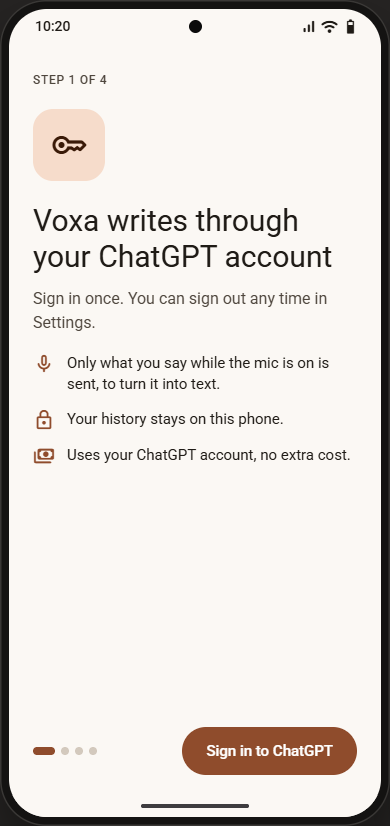 10:20
STEP 1 OF 4
Voxa writes through
your ChatGPT account
Sign in once. You can sign out any time in
Settings.
Only what you say while the mic is on is
sent, to turn it into text.
Your history stays on this phone.
Uses your ChatGPT account, no extra cost.
Sign in to ChatGPT